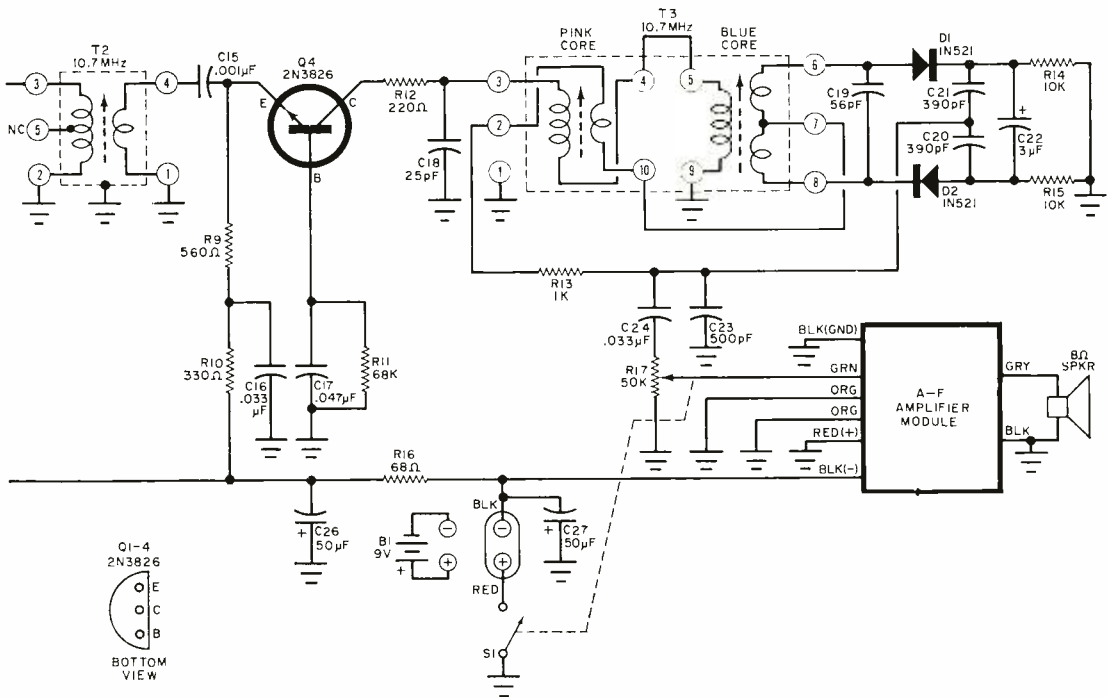 T2
10.7MHz
3
4
NC
5
2
1
C15
.001µF
Q4
2N3826
E
C
B
R12
220Ω
C18
25pF
T3
10.7MHz
PINK
CORE
BLUE
CORE
3
2
1
4
5
10
9
6
7
8
C19
56pF
D1
1N521
D2
1N521
C21
390pF
C20
390pF
+
C22
3µF
R14
10K
R15
10K
R9
560Ω
R10
330Ω
C16
.033
µF
C17
.047µF
R11
68K
R13
1K
C24
.033µF
C23
500pF
R17
50K
BLK(GND)
GRN
ORG
ORG
RED(+)
BLK(-)
A-F
AMPLIFIER
MODULE
GRY
BLK
8Ω
SPKR
R16
68Ω
+
C26
50µF
B1
9V
+
−
+
BLK
−
+
RED
+
C27
50µF
S1
Q1-4
2N3826
E
C
B
BOTTOM
VIEW